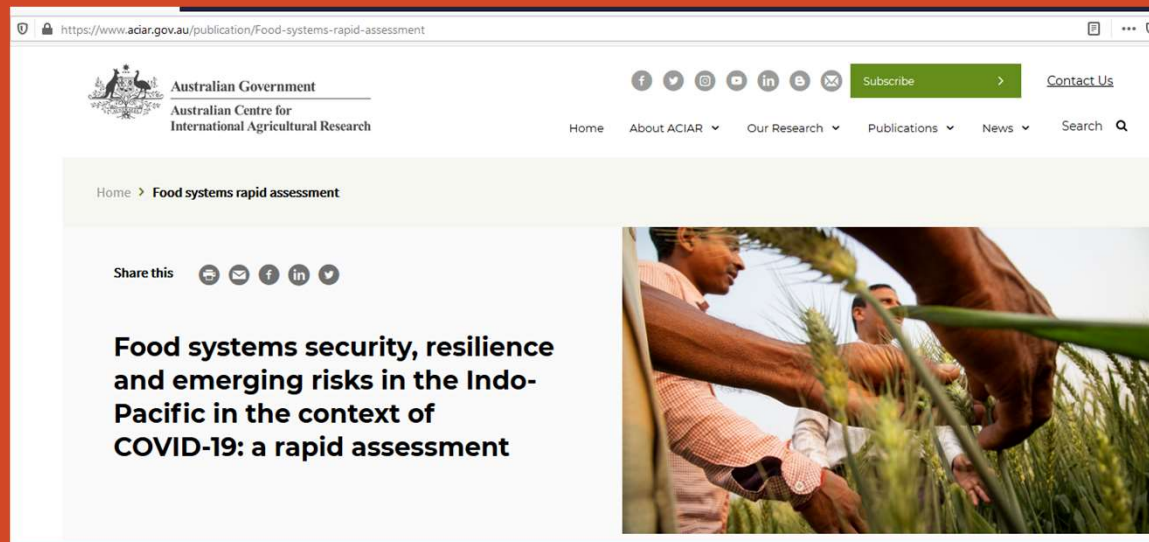 https://www.aciar.gov.au/publication/Food-systems-rapid-assessment
Australian Government
Australian Centre for
International Agricultural Research
Subscribe
Contact Us
Home About ACIAR Our Research Publications News Search
Home > Food systems rapid assessment
Share this
Food systems security, resilience
and emerging risks in the Indo-
Pacific in the context of
COVID-19: a rapid assessment